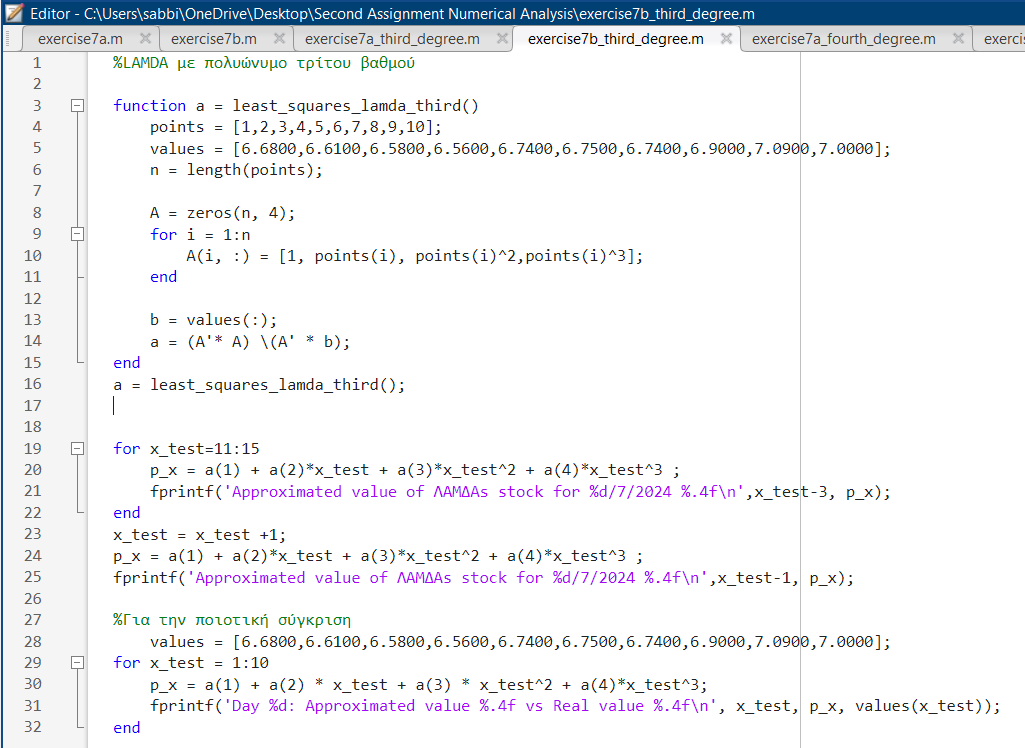 Editor - C:\Users\sabbi\OneDrive\Desktop\Second Assignment Numerical Analysis\exercise7b_third_degree.m
exercise7a.m exercise7b.m exercise7a_third_degree.m exercise7b_third_degree.m exercise7a_fourth_degree.m exerci
1 %LAMDA με πολυώνυμο τρίτου βαθμού
2
3 function a = least_squares_lamda_third()
4 points = [1,2,3,4,5,6,7,8,9,10];
5 values = [6.6800,6.6100,6.5800,6.5600,6.7400,6.7500,6.7400,6.9000,7.0900,7.0000];
6 n = length(points);
7
8 A = zeros(n, 4);
9 for i = 1:n
10 A(i, :) = [1, points(i), points(i)^2,points(i)^3];
11 end
12
13 b = values(:);
14 a = (A'* A) \(A' * b);
15 end
16 a = least_squares_lamda_third();
17
18
19 for x_test=11:15
20 p_x = a(1) + a(2)*x_test + a(3)*x_test^2 + a(4)*x_test^3 ;
21 fprintf('Approximated value of ΛΑΜΔΑs stock for %d/7/2024 %.4f\n',x_test-3, p_x);
22 end
23 x_test = x_test +1;
24 p_x = a(1) + a(2)*x_test + a(3)*x_test^2 + a(4)*x_test^3 ;
25 fprintf('Approximated value of ΛΑΜΔΑs stock for %d/7/2024 %.4f\n',x_test-1, p_x);
26
27 %Για την ποιοτική σύγκριση
28 values = [6.6800,6.6100,6.5800,6.5600,6.7400,6.7500,6.7400,6.9000,7.0900,7.0000];
29 for x_test = 1:10
30 p_x = a(1) + a(2) * x_test + a(3) * x_test^2 + a(4)*x_test^3;
31 fprintf('Day %d: Approximated value %.4f vs Real value %.4f\n', x_test, p_x, values(x_test));
32 end